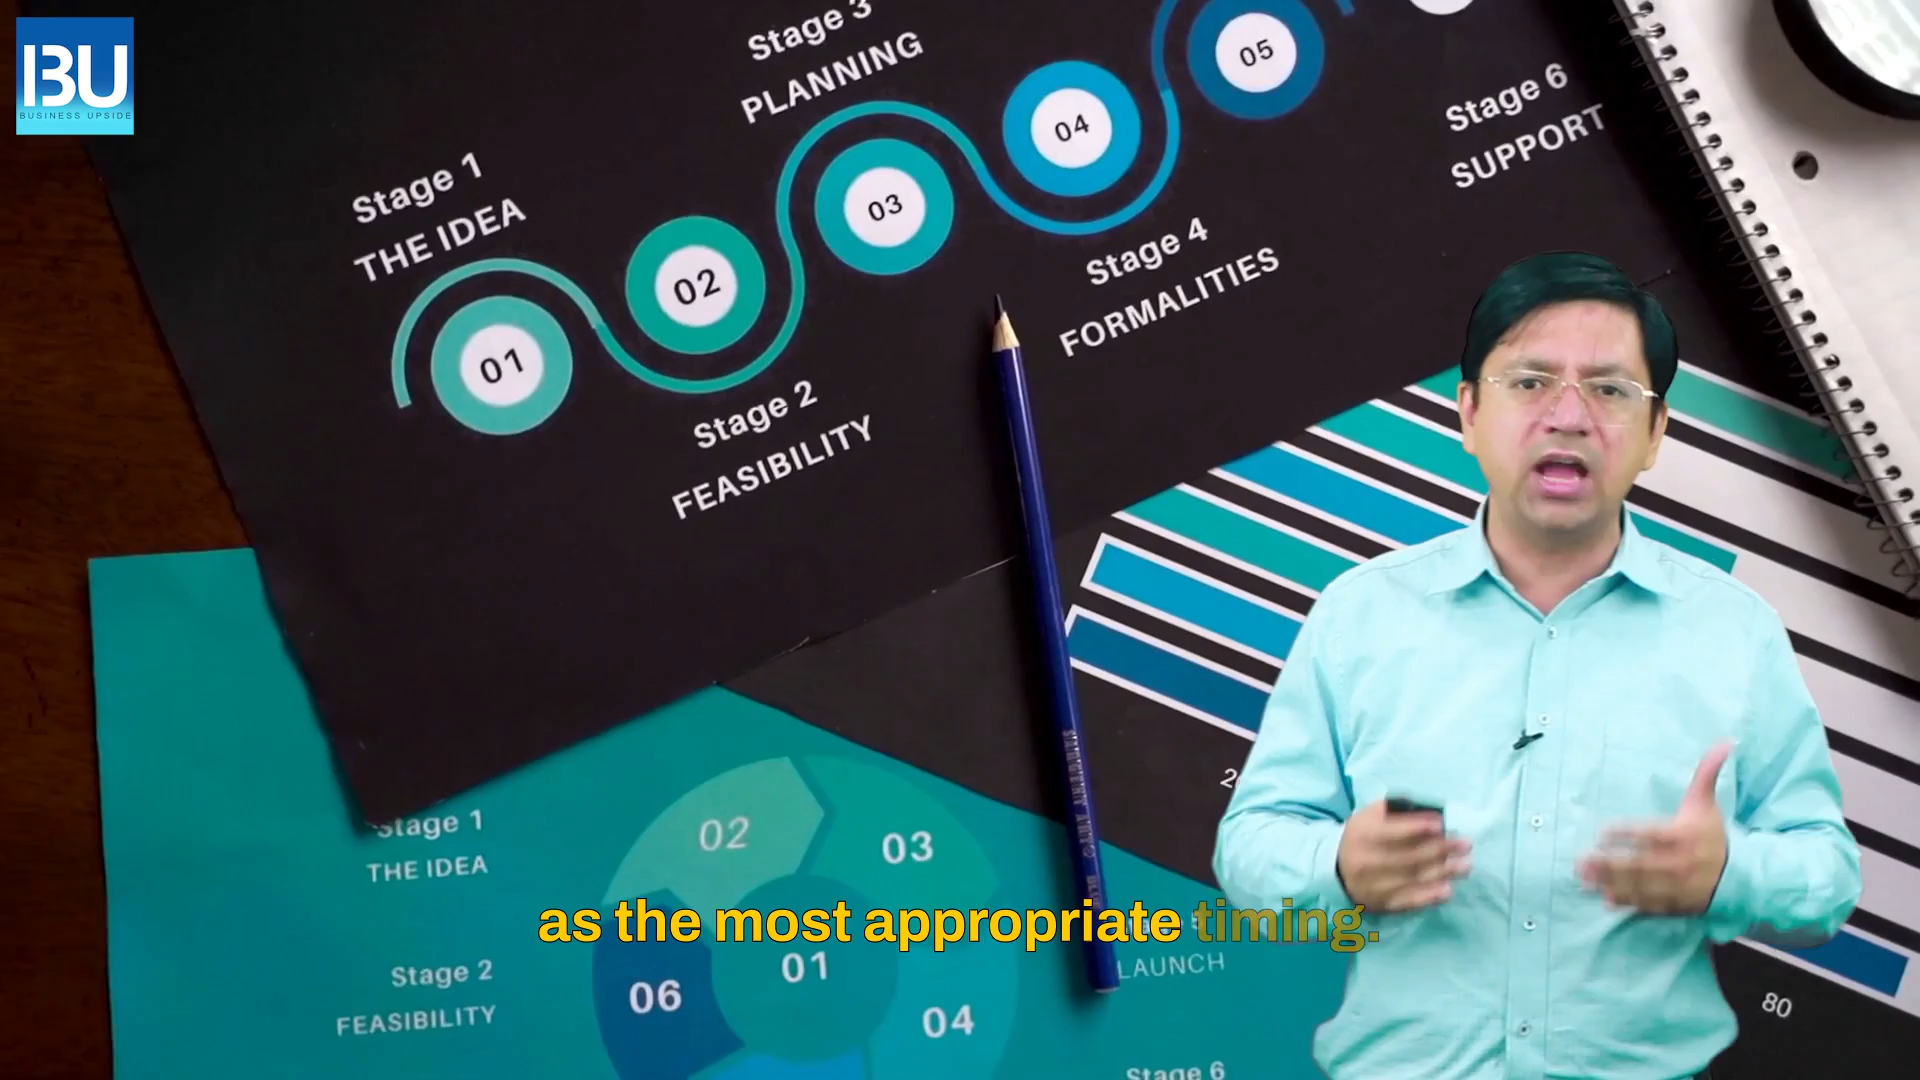 BU
BUSINESS UPSIDE
Stage 3
PLANNING
05
04
Stage 6
SUPPORT
Stage 1
THE IDEA
03
02
Stage 4
FORMALITIES
01
Stage 2
FEASIBILITY
Stage 1
THE IDEA
02
03
as the most appropriate timing.
Stage 2
FEASIBILITY
06
01
LAUNCH
04
80
Stage 6